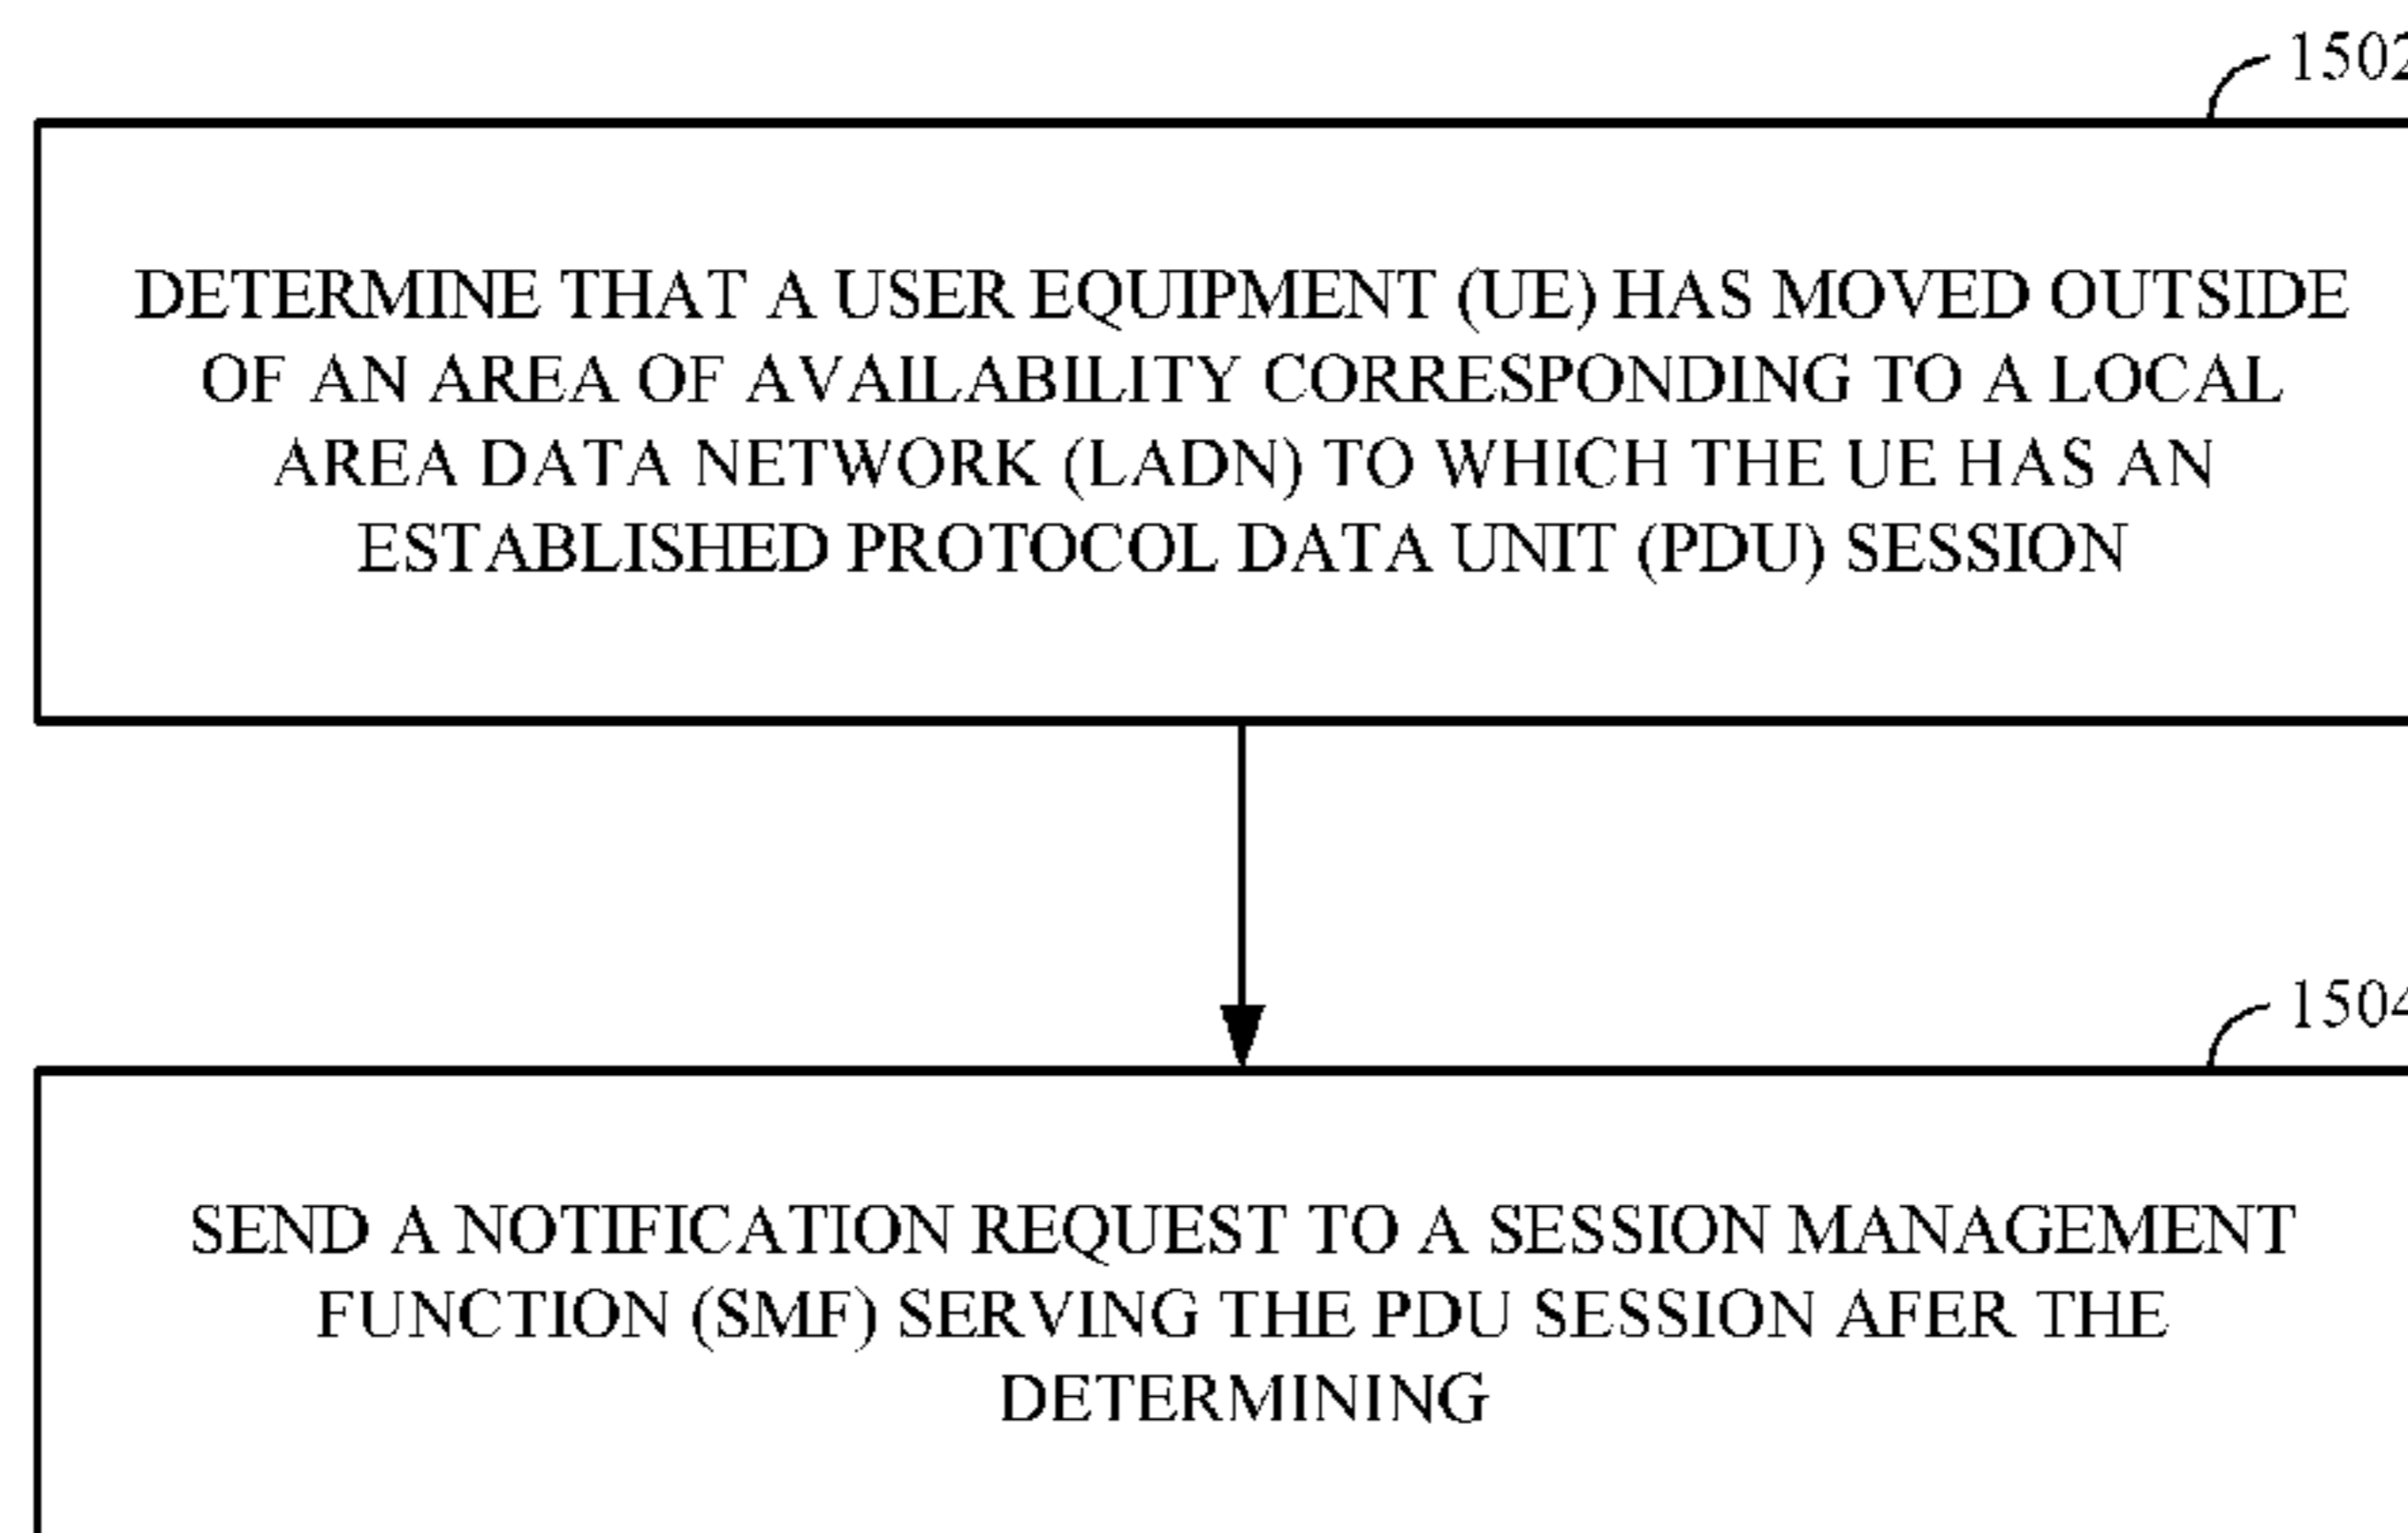 1502
DETERMINE THAT A USER EQUIPMENT (UE) HAS MOVED OUTSIDE
OF AN AREA OF AVAILABILITY CORRESPONDING TO A LOCAL
AREA DATA NETWORK (LADN) TO WHICH THE UE HAS AN
ESTABLISHED PROTOCOL DATA UNIT (PDU) SESSION
1504
SEND A NOTIFICATION REQUEST TO A SESSION MANAGEMENT
FUNCTION (SMF) SERVING THE PDU SESSION AFER THE
DETERMINING